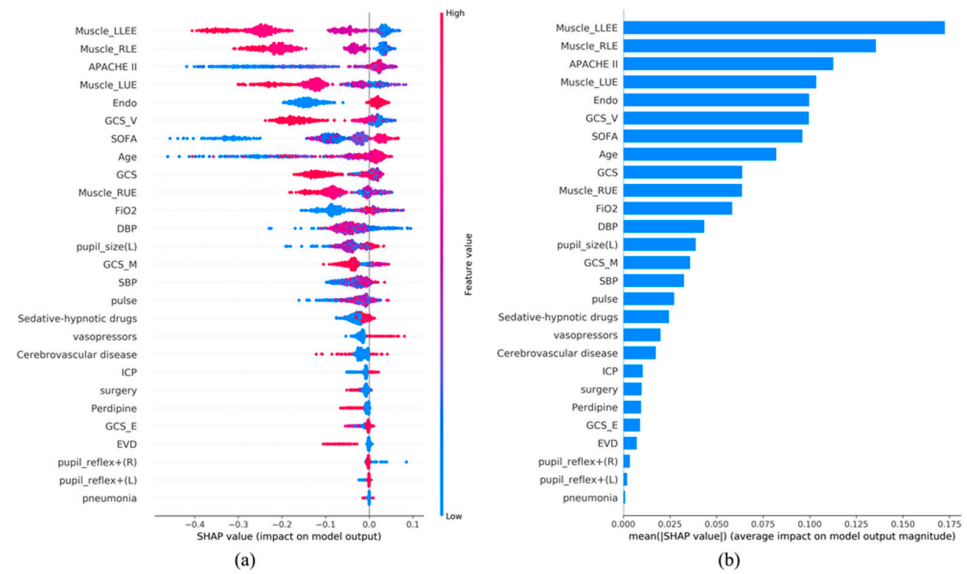 High
Muscle_LLEE
Muscle_RLE
APACHE II
Muscle_LUE
Endo
GCS_V
SOFA
Age
GCS
Muscle_RUE
FiO2
DBP
pupil_size(L)
GCS_M
SBP
pulse
Sedative-hypnotic drugs
vasopressors
Cerebrovascular disease
ICP
surgery
Perdipine
GCS_E
EVD
pupil_reflex+(R)
pupil_reflex+(L)
pneumonia
Feature value
Low
−0.4 −0.3 −0.2 −0.1 0.0 0.1
SHAP value (impact on model output)
(a)
Muscle_LLEE
Muscle_RLE
APACHE II
Muscle_LUE
Endo
GCS_V
SOFA
Age
GCS
Muscle_RUE
FiO2
DBP
pupil_size(L)
GCS_M
SBP
pulse
Sedative-hypnotic drugs
vasopressors
Cerebrovascular disease
ICP
surgery
Perdipine
GCS_E
EVD
pupil_reflex+(R)
pupil_reflex+(L)
pneumonia
0.000 0.025 0.050 0.075 0.100 0.125 0.150 0.175
mean(|SHAP value|) (average impact on model output magnitude)
(b)